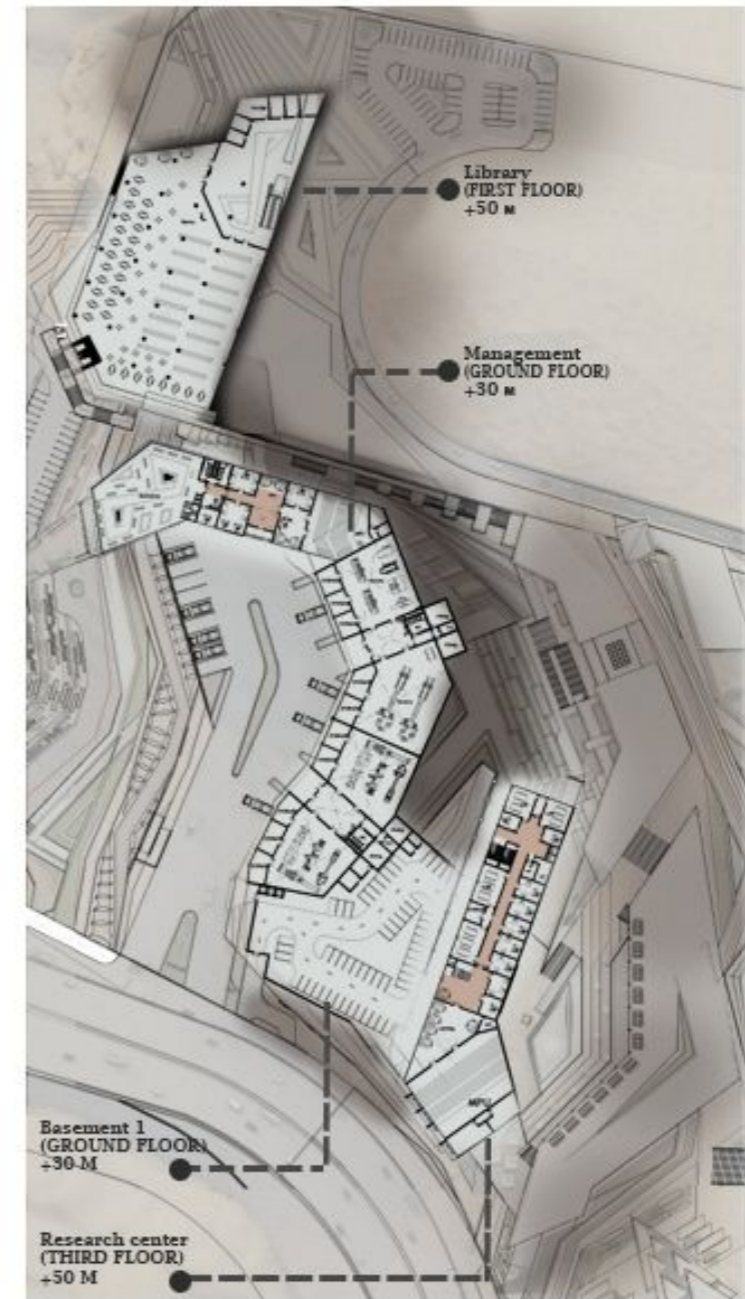 Library
(FIRST FLOOR)
+50 M
Management
(GROUND FLOOR)
+30 M
Basement 1
(GROUND FLOOR)
+30 M
Research center
(THIRD FLOOR)
+50 M